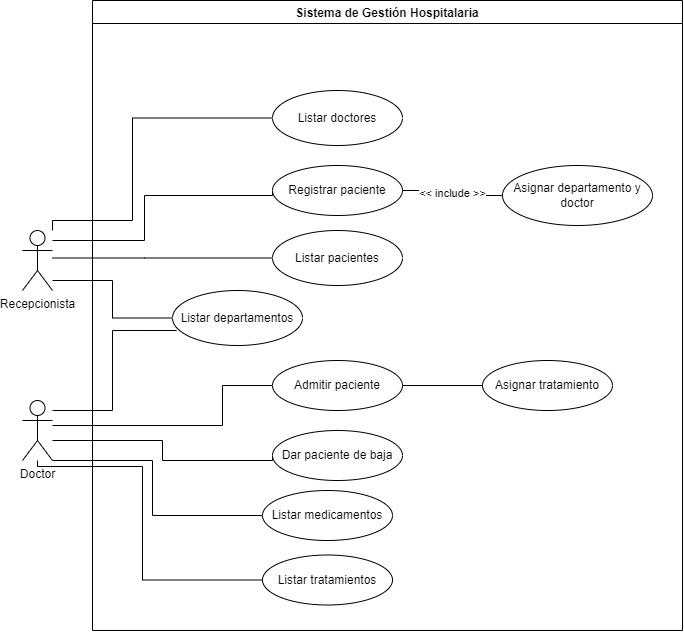 Sistema de Gestión Hospitalaria
Listar doctores
Registrar paciente
<< include >>
Asignar departamento y
doctor
Listar pacientes
Recepcionista
Listar departamentos
Admitir paciente
Asignar tratamiento
Doctor
Dar paciente de baja
Listar medicamentos
Listar tratamientos